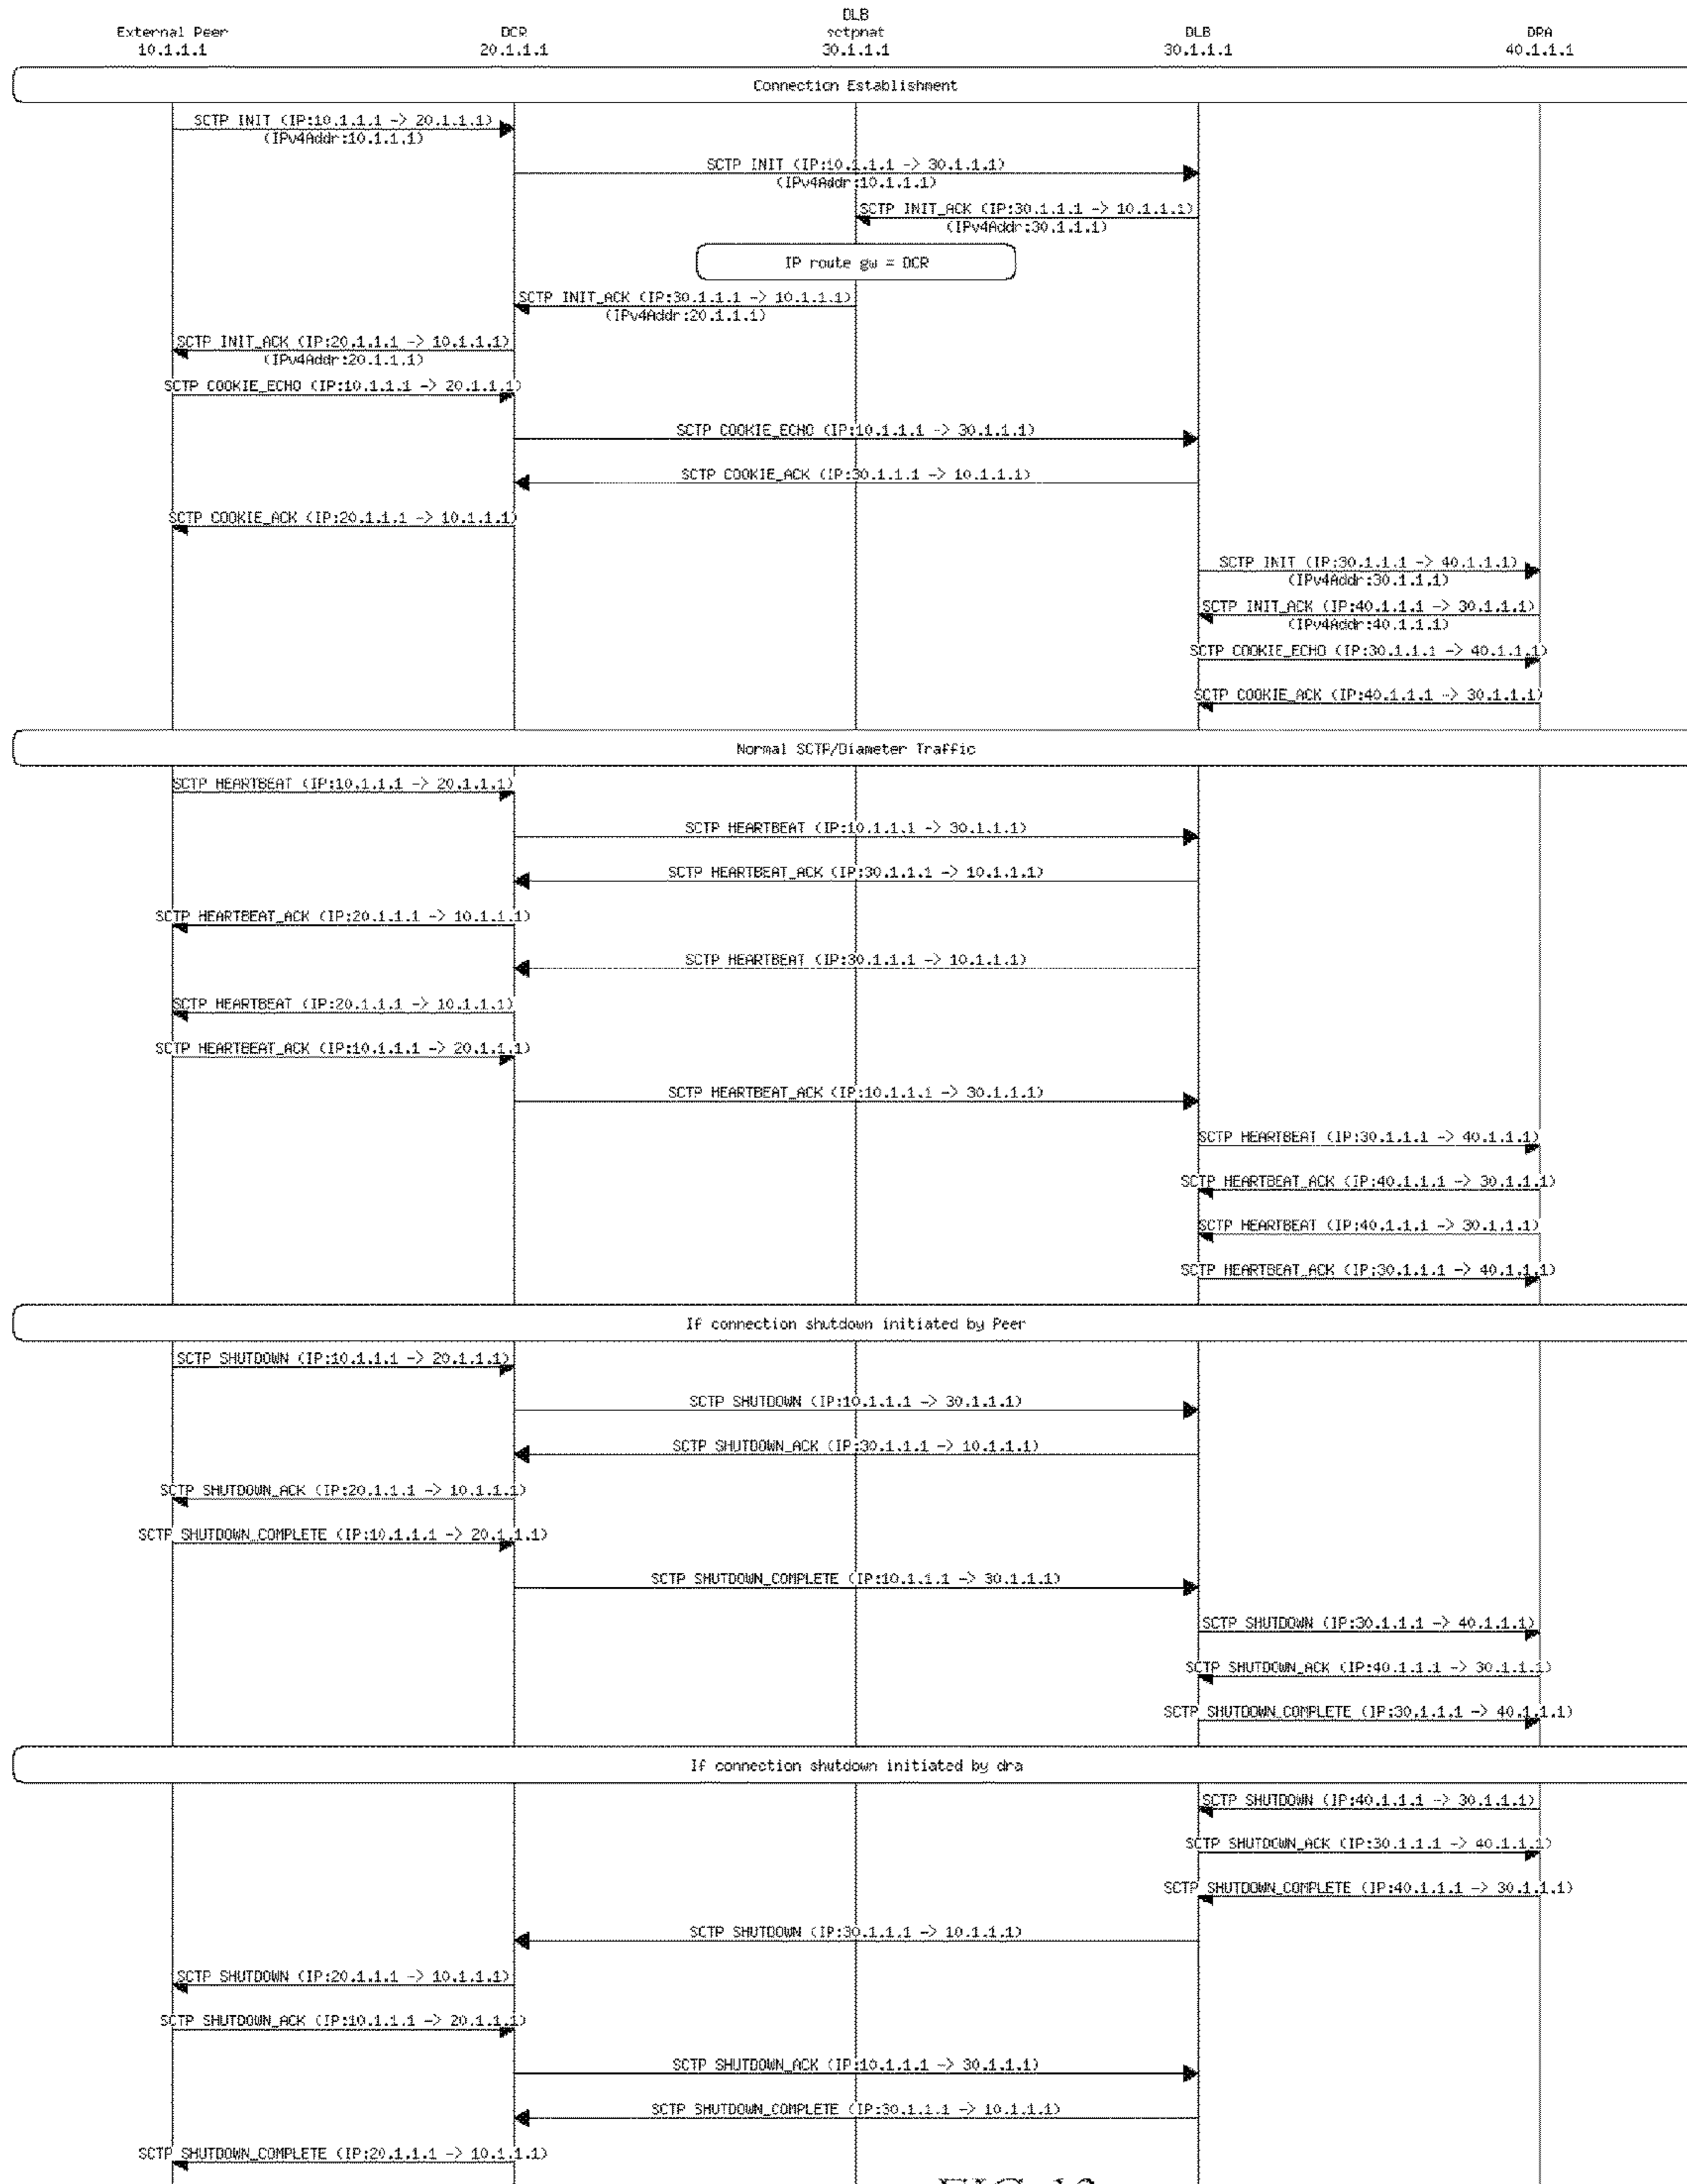 DLB
External Peer DCR sctpnat DLB DRA
10.1.1.1 20.1.1.1 30.1.1.1 30.1.1.1 40.1.1.1
Connection Establishment
SCTP INIT (IP:10.1.1.1 -> 20.1.1.1)
(IPv4Addr:10.1.1.1)
SCTP INIT (IP:10.1.1.1 -> 30.1.1.1)
(IPv4Addr:10.1.1.1)
SCTP INIT_ACK (IP:30.1.1.1 -> 10.1.1.1)
(IPv4Addr:30.1.1.1)
IP route gw = DCR
SCTP INIT_ACK (IP:30.1.1.1 -> 10.1.1.1)
(IPv4Addr:20.1.1.1)
SCTP INIT_ACK (IP:20.1.1.1 -> 10.1.1.1)
(IPv4Addr:20.1.1.1)
SCTP COOKIE_ECHO (IP:10.1.1.1 -> 20.1.1.1)
SCTP COOKIE_ECHO (IP:10.1.1.1 -> 30.1.1.1)
SCTP COOKIE_ACK (IP:30.1.1.1 -> 10.1.1.1)
SCTP COOKIE_ACK (IP:20.1.1.1 -> 10.1.1.1)
SCTP INIT (IP:30.1.1.1 -> 40.1.1.1)
(IPv4Addr:30.1.1.1)
SCTP INIT_ACK (IP:40.1.1.1 -> 30.1.1.1)
(IPv4Addr:40.1.1.1)
SCTP COOKIE_ECHO (IP:30.1.1.1 -> 40.1.1.1)
SCTP COOKIE_ACK (IP:40.1.1.1 -> 30.1.1.1)
Normal SCTP/Diameter Traffic
SCTP HEARTBEAT (IP:10.1.1.1 -> 20.1.1.1)
SCTP HEARTBEAT (IP:10.1.1.1 -> 30.1.1.1)
SCTP HEARTBEAT_ACK (IP:30.1.1.1 -> 10.1.1.1)
SCTP HEARTBEAT_ACK (IP:20.1.1.1 -> 10.1.1.1)
SCTP HEARTBEAT (IP:30.1.1.1 -> 10.1.1.1)
SCTP HEARTBEAT (IP:20.1.1.1 -> 10.1.1.1)
SCTP HEARTBEAT_ACK (IP:10.1.1.1 -> 20.1.1.1)
SCTP HEARTBEAT_ACK (IP:10.1.1.1 -> 30.1.1.1)
SCTP HEARTBEAT (IP:30.1.1.1 -> 40.1.1.1)
SCTP HEARTBEAT_ACK (IP:40.1.1.1 -> 30.1.1.1)
SCTP HEARTBEAT (IP:40.1.1.1 -> 30.1.1.1)
SCTP HEARTBEAT_ACK (IP:30.1.1.1 -> 40.1.1.1)
If connection shutdown initiated by Peer
SCTP SHUTDOWN (IP:10.1.1.1 -> 20.1.1.1)
SCTP SHUTDOWN (IP:10.1.1.1 -> 30.1.1.1)
SCTP SHUTDOWN_ACK (IP:30.1.1.1 -> 10.1.1.1)
SCTP SHUTDOWN_ACK (IP:20.1.1.1 -> 10.1.1.1)
SCTP SHUTDOWN_COMPLETE (IP:10.1.1.1 -> 20.1.1.1)
SCTP SHUTDOWN_COMPLETE (IP:10.1.1.1 -> 30.1.1.1)
SCTP SHUTDOWN (IP:30.1.1.1 -> 40.1.1.1)
SCTP SHUTDOWN_ACK (IP:40.1.1.1 -> 30.1.1.1)
SCTP SHUTDOWN_COMPLETE (IP:30.1.1.1 -> 40.1.1.1)
If connection shutdown initiated by dra
SCTP SHUTDOWN (IP:40.1.1.1 -> 30.1.1.1)
SCTP SHUTDOWN_ACK (IP:30.1.1.1 -> 40.1.1.1)
SCTP SHUTDOWN_COMPLETE (IP:40.1.1.1 -> 30.1.1.1)
SCTP SHUTDOWN (IP:30.1.1.1 -> 10.1.1.1)
SCTP SHUTDOWN (IP:20.1.1.1 -> 10.1.1.1)
SCTP SHUTDOWN_ACK (IP:10.1.1.1 -> 20.1.1.1)
SCTP SHUTDOWN_ACK (IP:10.1.1.1 -> 30.1.1.1)
SCTP SHUTDOWN_COMPLETE (IP:30.1.1.1 -> 10.1.1.1)
SCTP SHUTDOWN_COMPLETE (IP:20.1.1.1 -> 10.1.1.1)